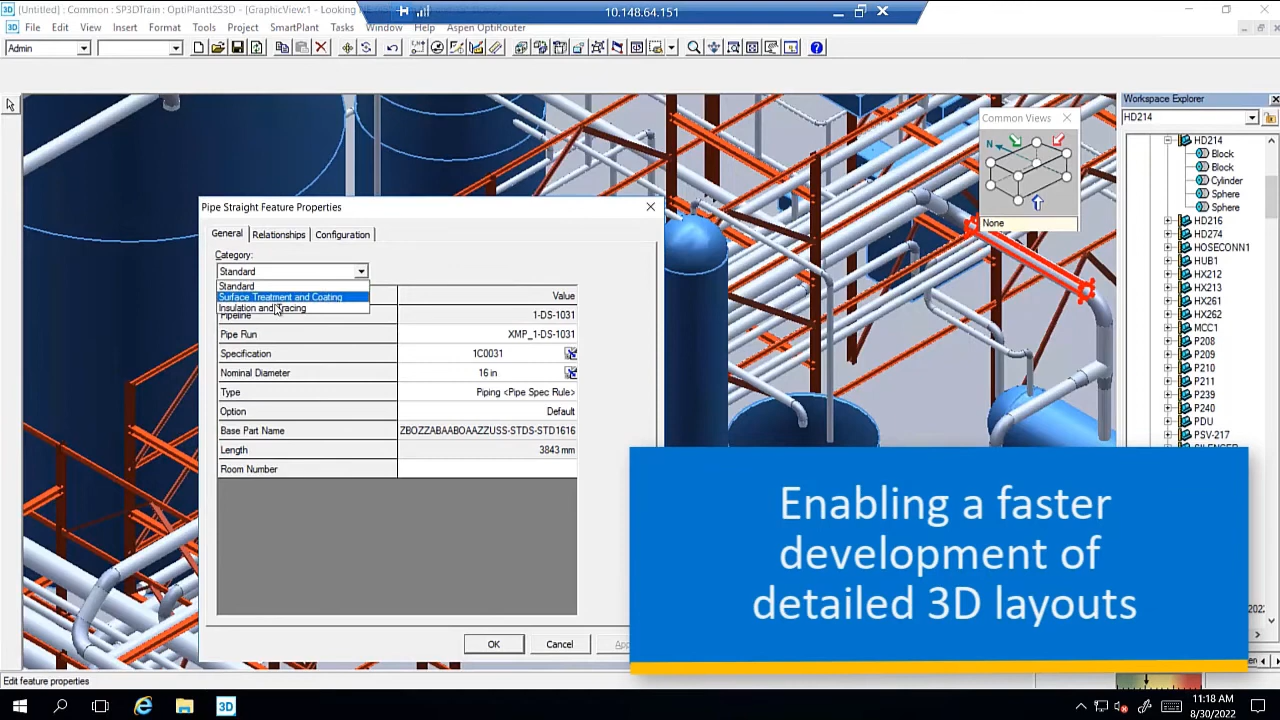 [Untitled] : Common : SP3DTrain : OptiPlantt2S3D - [GraphicView:1 - Looking
10.148.64.151
File Edit View Insert Format Tools Project SmartPlant Tasks Window Help Aspen OptiRouter
Admin
Workspace Explorer
HD214
Common Views
N
None
HD214
Block
Block
Cylinder
Sphere
Sphere
HD216
HD274
HOSECONN1
HUB1
HX212
HX213
HX261
HX262
MCC1
P208
P209
P210
P211
P239
P240
PDU
PSV-217
Pipe Straight Feature Properties
General Relationships Configuration
Category:
Standard
Standard
Surface Treatment and Coating
Insulation and Tracing
Value
Pipeline 1-DS-1031
Pipe Run XMP_1-DS-1031
Specification 1C0031
Nominal Diameter 16 in
Type Piping <Pipe Spec Rule>
Option Default
Base Part Name ZBOZZABAABOAAZZUSS-STDS-STD1616
Length 3843 mm
Room Number
OK Cancel
Enabling a faster
development of
detailed 3D layouts
Edit feature properties
11:18 AM
8/30/2022